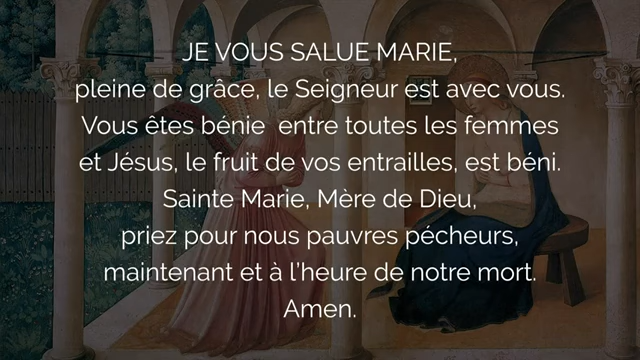 JE VOUS SALUE MARIE,
pleine de grâce, le Seigneur est avec vous.
Vous êtes bénie entre toutes les femmes
et Jésus, le fruit de vos entrailles, est béni.
Sainte Marie, Mère de Dieu,
priez pour nous pauvres pécheurs,
maintenant et à l’heure de notre mort.
Amen.